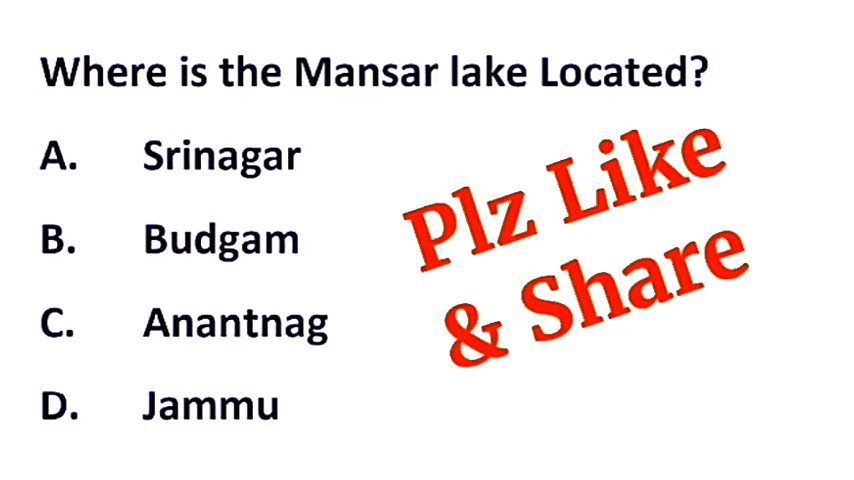 Where is the Mansar lake Located?
A. Srinagar
B. Budgam
C. Anantnag
D. Jammu
Plz Like
& Share